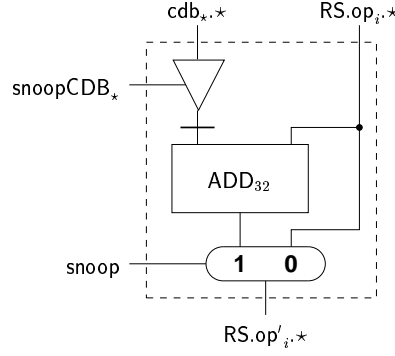 cdb⋆.⋆ RS.opᵢ.⋆
snoopCDB⋆
ADD₃₂
1 0
snoop
RS.op′ᵢ.⋆